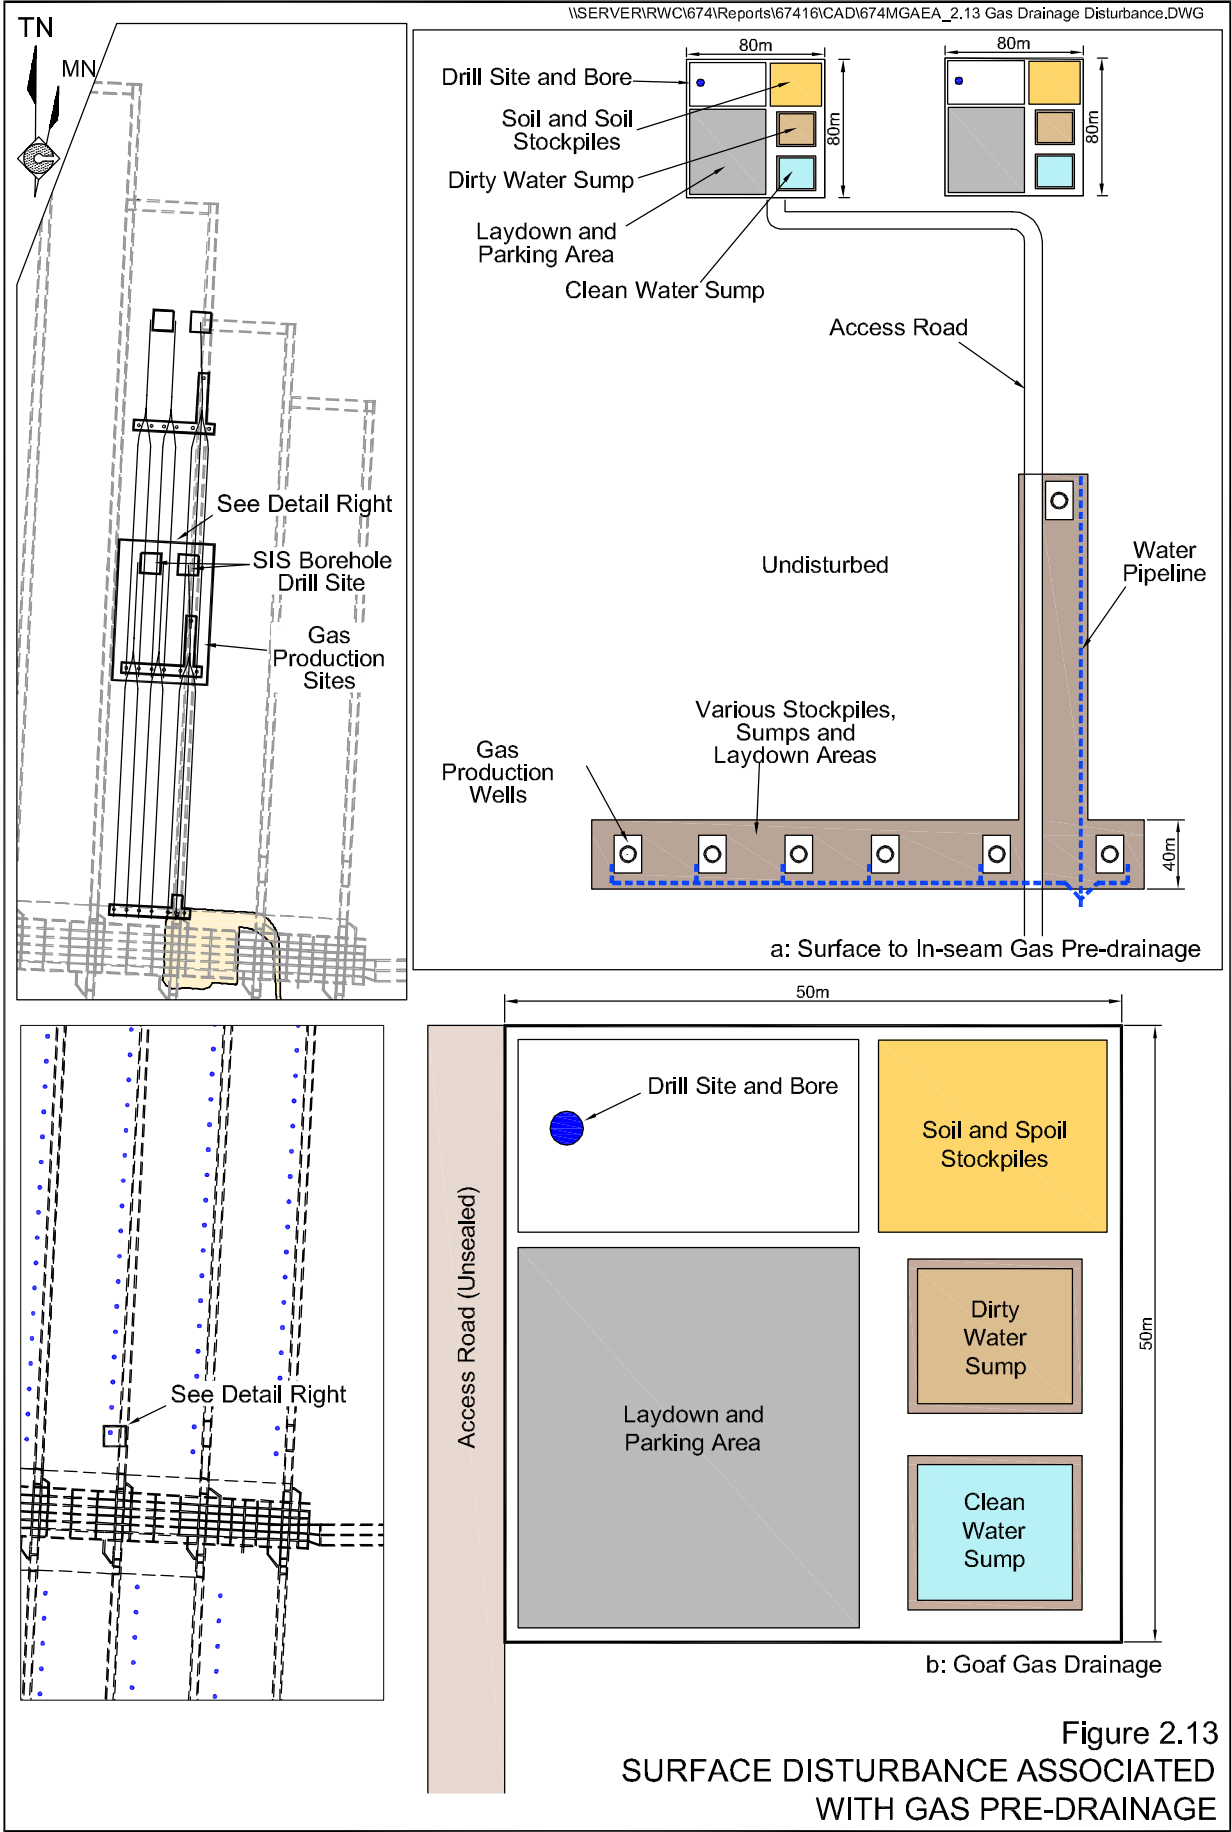 \\SERVER\RWC\674\Reports\67416\CAD\674MGAEA_2.13 Gas Drainage Disturbance.DWG
TN
MN
See Detail Right
SIS Borehole
Drill Site
Gas
Production
Sites
80m
80m
Drill Site and Bore
Soil and Soil
Stockpiles
80m
80m
Dirty Water Sump
Laydown and
Parking Area
Clean Water Sump
Access Road
Undisturbed
Water
Pipeline
Various Stockpiles,
Sumps and
Laydown Areas
Gas
Production
Wells
40m
a: Surface to In-seam Gas Pre-drainage
See Detail Right
50m
Drill Site and Bore
Soil and Spoil
Stockpiles
Access Road (Unsealed)
Dirty
Water
Sump
50m
Laydown and
Parking Area
Clean
Water
Sump
b: Goaf Gas Drainage
Figure 2.13
SURFACE DISTURBANCE ASSOCIATED
WITH GAS PRE-DRAINAGE